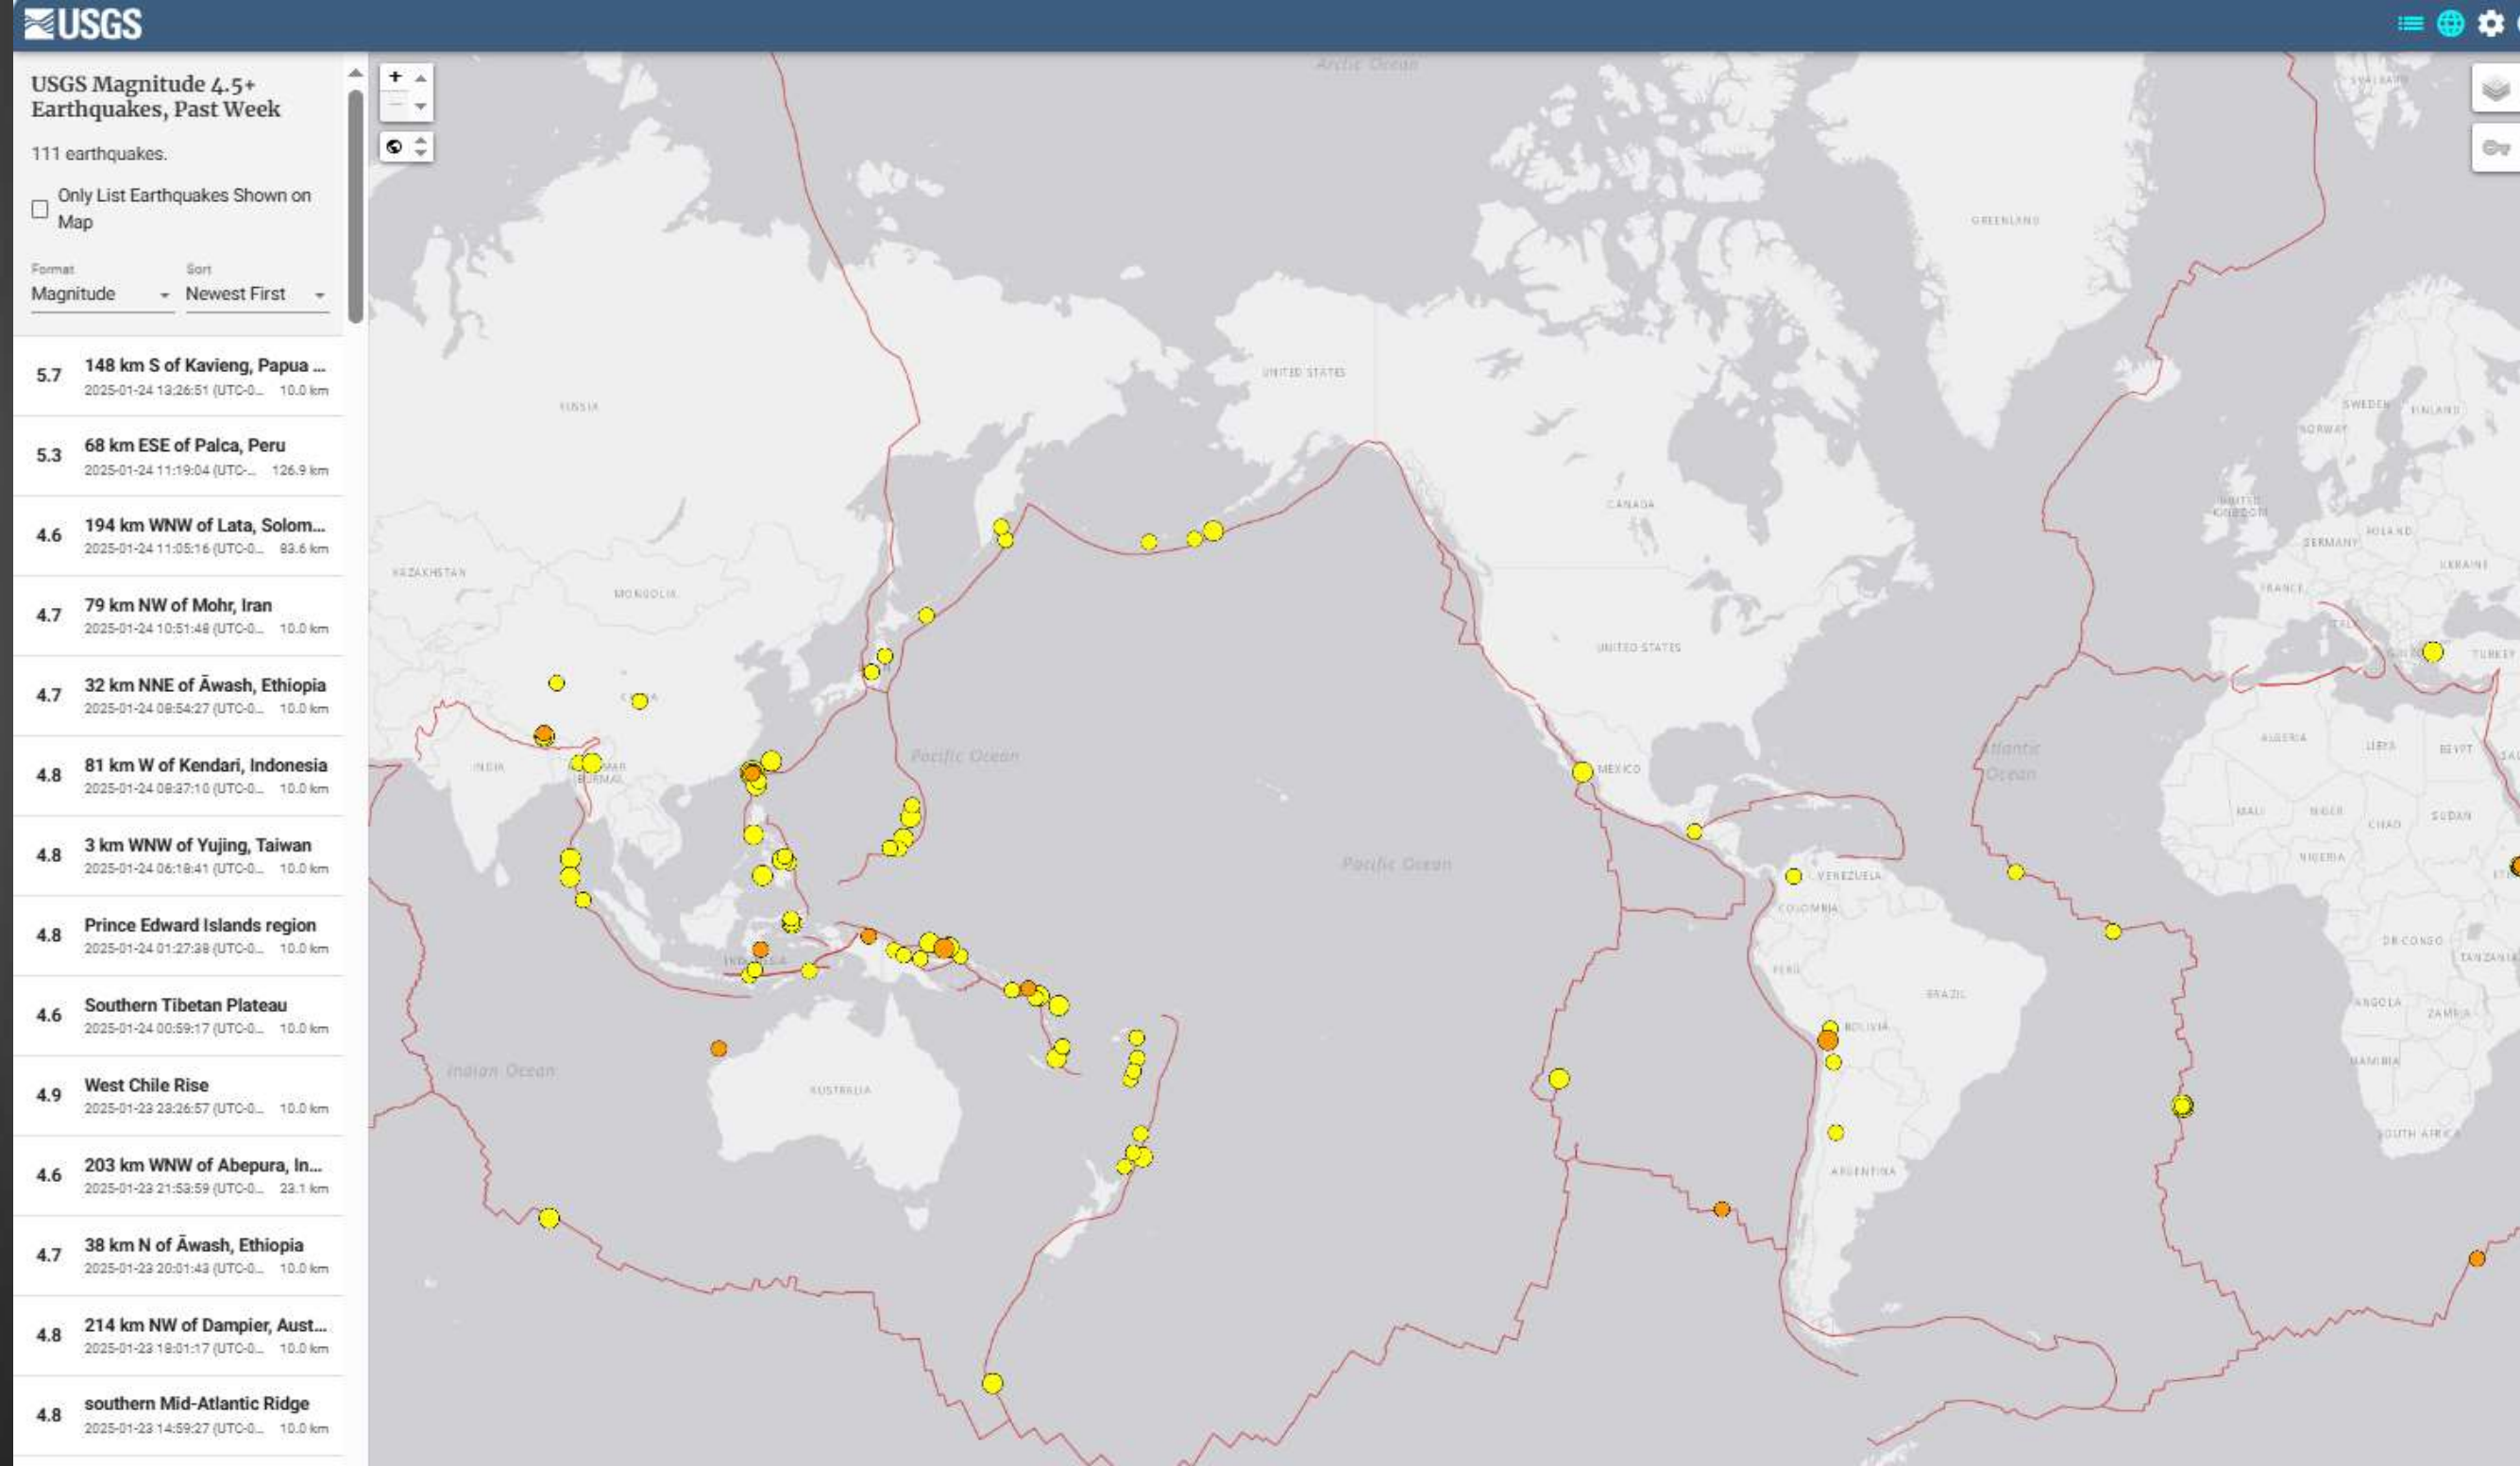 USGS
USGS Magnitude 4.5+
Earthquakes, Past Week
111 earthquakes.
Only List Earthquakes Shown on
Map
Format
Sort
Magnitude
Newest First
5.7
148 km S of Kavieng, Papua ...
2025-01-24 13:26:51 (UTC-0... 10.0 km
5.3
68 km ESE of Palca, Peru
2025-01-24 11:19:04 (UTC-... 126.9 km
4.6
194 km WNW of Lata, Solom...
2025-01-24 11:05:16 (UTC-0... 83.6 km
4.7
79 km NW of Mohr, Iran
2025-01-24 10:51:48 (UTC-0... 10.0 km
4.7
32 km NNE of Āwash, Ethiopia
2025-01-24 08:54:27 (UTC-0... 10.0 km
4.8
81 km W of Kendari, Indonesia
2025-01-24 08:37:10 (UTC-0... 10.0 km
4.8
3 km WNW of Yujing, Taiwan
2025-01-24 06:18:41 (UTC-0... 10.0 km
4.8
Prince Edward Islands region
2025-01-24 01:27:38 (UTC-0... 10.0 km
4.6
Southern Tibetan Plateau
2025-01-24 00:59:17 (UTC-0... 10.0 km
4.9
West Chile Rise
2025-01-23 23:26:57 (UTC-0... 10.0 km
4.6
203 km WNW of Abepura, In...
2025-01-23 21:53:59 (UTC-0... 23.1 km
4.7
38 km N of Āwash, Ethiopia
2025-01-23 20:01:43 (UTC-0... 10.0 km
4.8
214 km NW of Dampier, Aust...
2025-01-23 18:01:17 (UTC-0... 10.0 km
4.8
southern Mid-Atlantic Ridge
2025-01-23 14:59:27 (UTC-0... 10.0 km
Arctic Ocean
SVALBARD
GREENLAND
UNITED STATES
RUSSIA
SWEDEN
FINLAND
NORWAY
CANADA
UNITED
KINGDOM
POLAND
GERMANY
UKRAINE
KAZAKHSTAN
MONGOLIA
FRANCE
UNITED STATES
TURKEY
ALGERIA
LIBYA
EGYPT
Atlantic
Ocean
Pacific Ocean
INDIA
MEXICO
MALI
NIGER
CHAD
SUDAN
Pacific Ocean
NIGERIA
VENEZUELA
COLOMBIA
DR CONGO
TANZANIA
PERU
BRAZIL
ANGOLA
ZAMBIA
BOLIVIA
NAMIBIA
Indian Ocean
AUSTRALIA
SOUTH AFRICA
ARGENTINA